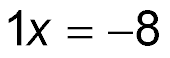 1x = −8